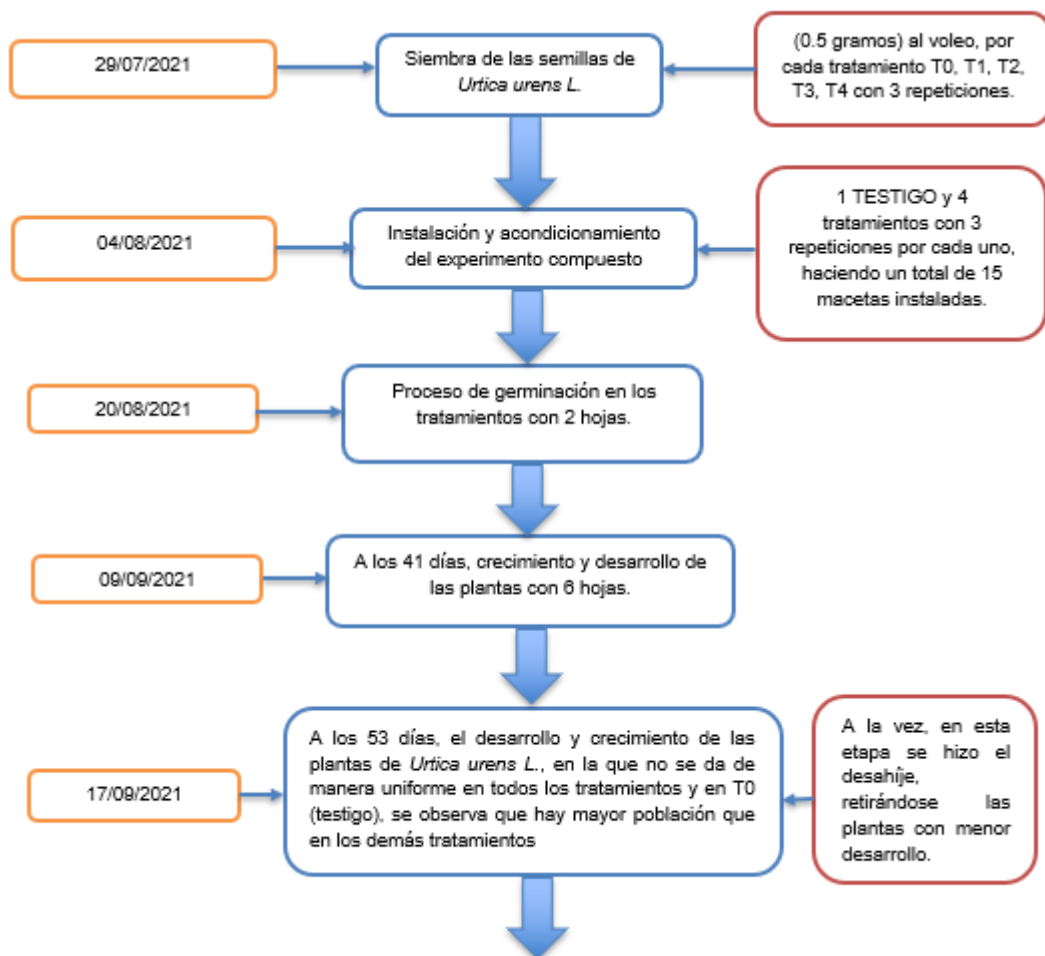 29/07/2021
Siembra de las semillas de
Urtica urens L.
(0.5 gramos) al voleo, por
cada tratamiento T0, T1, T2,
T3, T4 con 3 repeticiones.
04/08/2021
Instalación y acondicionamiento
del experimento compuesto
1 TESTIGO y 4
tratamientos con 3
repeticiones por cada uno,
haciendo un total de 15
macetas instaladas.
20/08/2021
Proceso de germinación en los
tratamientos con 2 hojas.
09/09/2021
A los 41 días, crecimiento y desarrollo de
las plantas con 6 hojas.
17/09/2021
A los 53 días, el desarrollo y crecimiento de las
plantas de Urtica urens L., en la que no se da de
manera uniforme en todos los tratamientos y en T0
(testigo), se observa que hay mayor población que
en los demás tratamientos
A la vez, en esta
etapa se hizo el
desahíje,
retirándose las
plantas con menor
desarrollo.